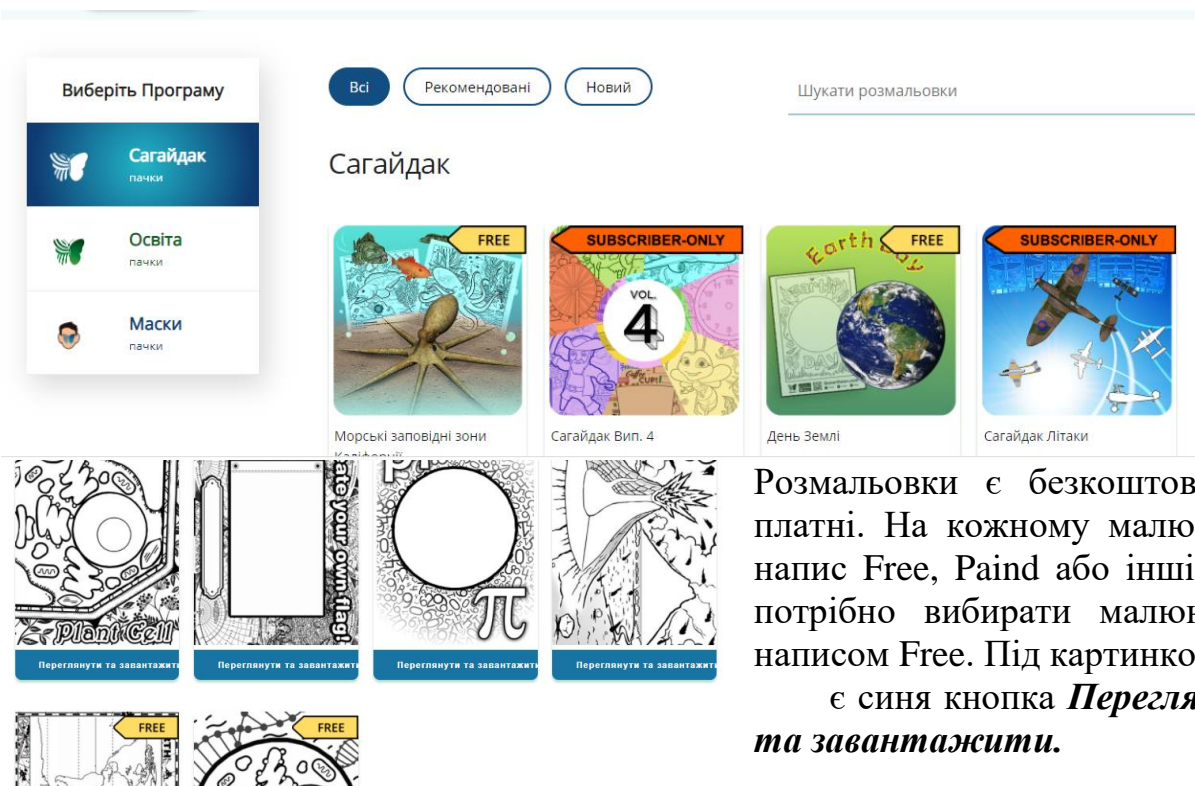 Виберіть Програму
Сагайдак
пачки
Освіта
пачки
Маски
пачки
Всі
Рекомендовані
Новий
Шукати розмальовки
Сагайдак
FREE
SUBSCRIBER-ONLY
VOL.
4
Earth Day
FREE
DAY
SUBSCRIBER-ONLY
Морські заповідні зони
Сагайдак Вип. 4
День Землі
Сагайдак Літаки
Plant Cell
ate your own flag!
π
Переглянути та завантажити
Переглянути та завантажити
Переглянути та завантажити
Переглянути та завантажити
FREE
FREE
Розмальовки є безкоштов
платні. На кожному малю
напис Free, Paind або інші
потрібно вибирати малюн
написом Free. Під картинко
є синя кнопка Перегля
та завантажити.